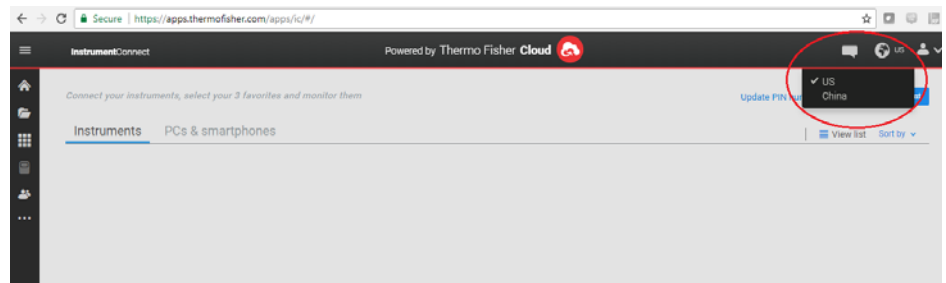 Secure | https://apps.thermofisher.com/apps/ic/#/
InstrumentConnect
Powered by Thermo Fisher Cloud
US
✔ US
China
Connect your instruments, select your 3 favorites and monitor them
Update PIN
Instruments
PCs & smartphones
View list
Sort by